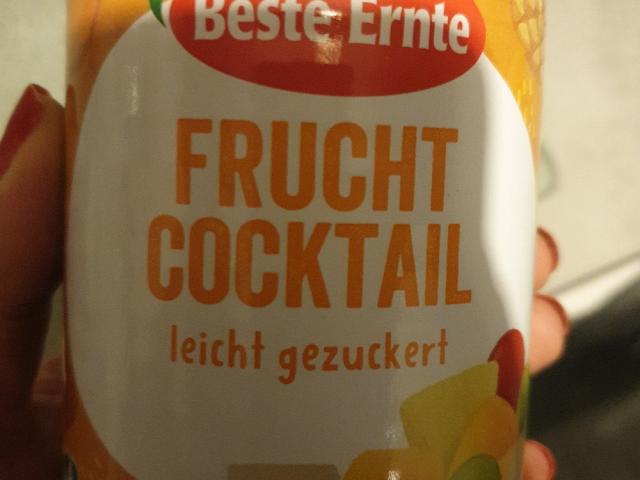 Beste Ernte
FRUCHT
COCKTAIL
leicht gezuckert